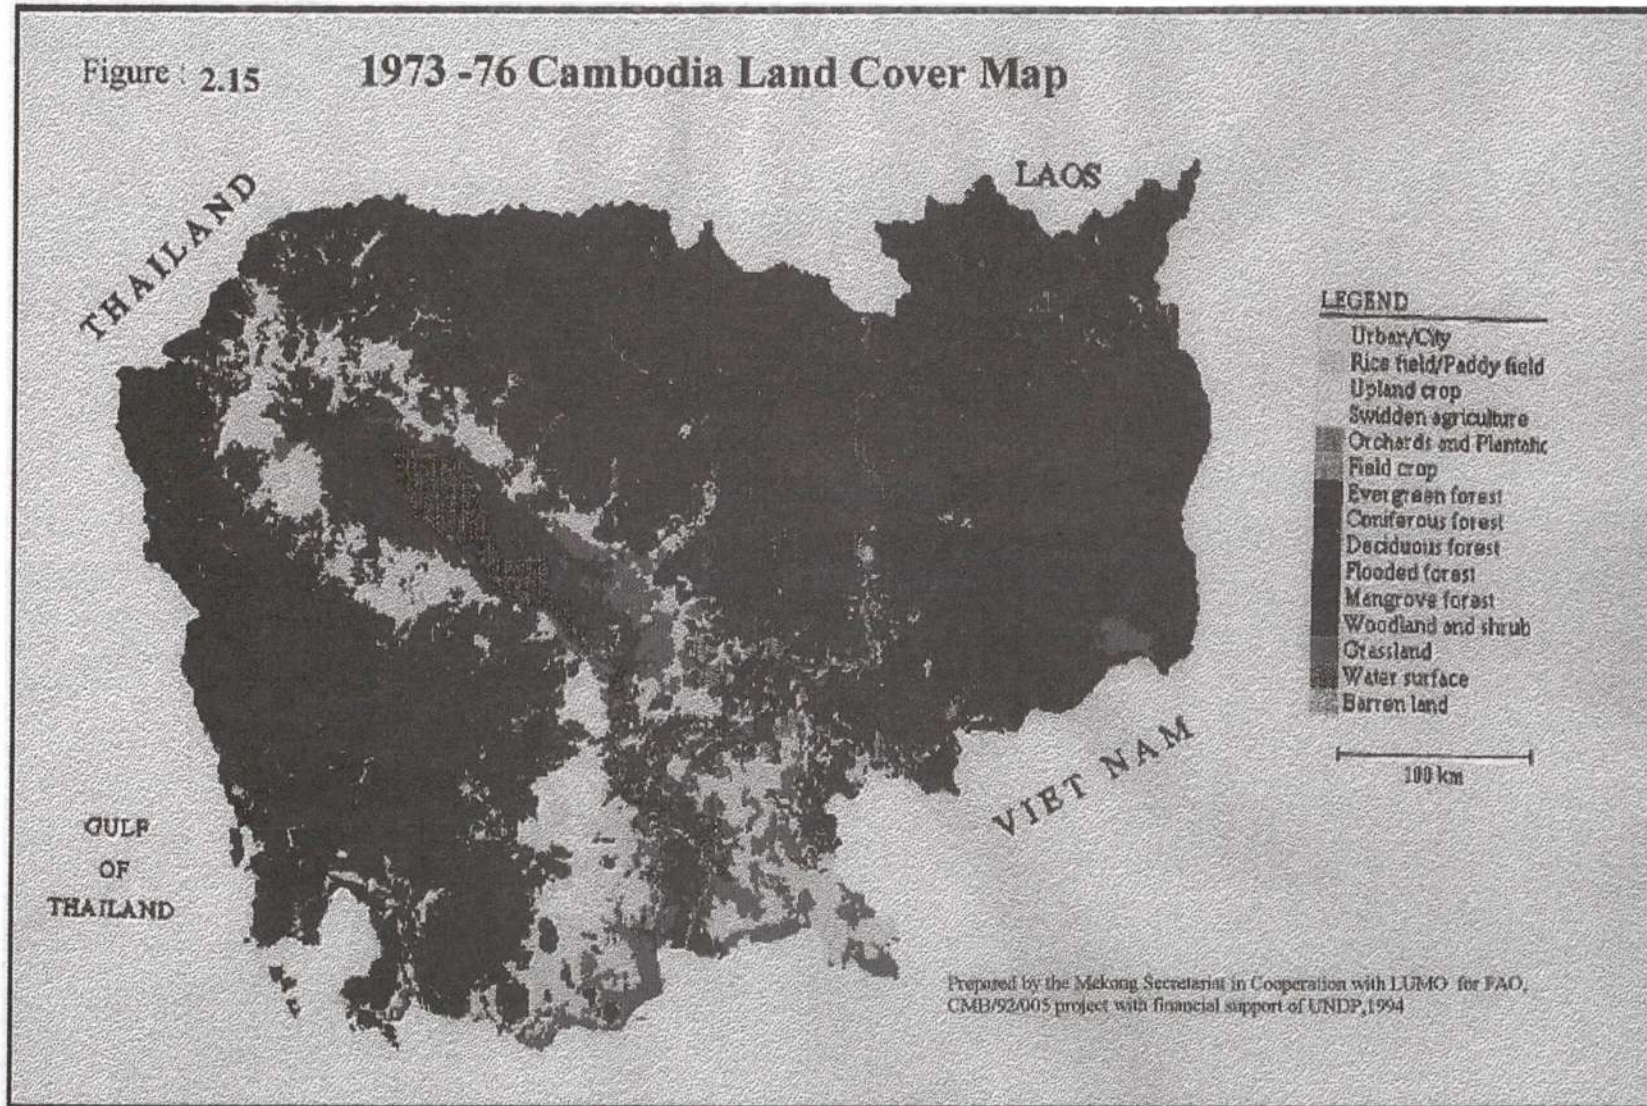 Figure : 2.15 1973 -76 Cambodia Land Cover Map
LAOS
THAILAND
LEGEND
Urban/City
Rice field/Paddy field
Upland crop
Swidden agriculture
Orchards and Plantatic
Field crop
Evergreen forest
Coniferous forest
Deciduous forest
Flooded forest
Mangrove forest
Woodland and shrub
Grassland
Water surface
Barren land
100 km
VIET NAM
GULF
OF
THAILAND
Prepared by the Mekong Secretariat in Cooperation with LUMO for FAO,
CMB/92/005 project with financial support of UNDP,1994